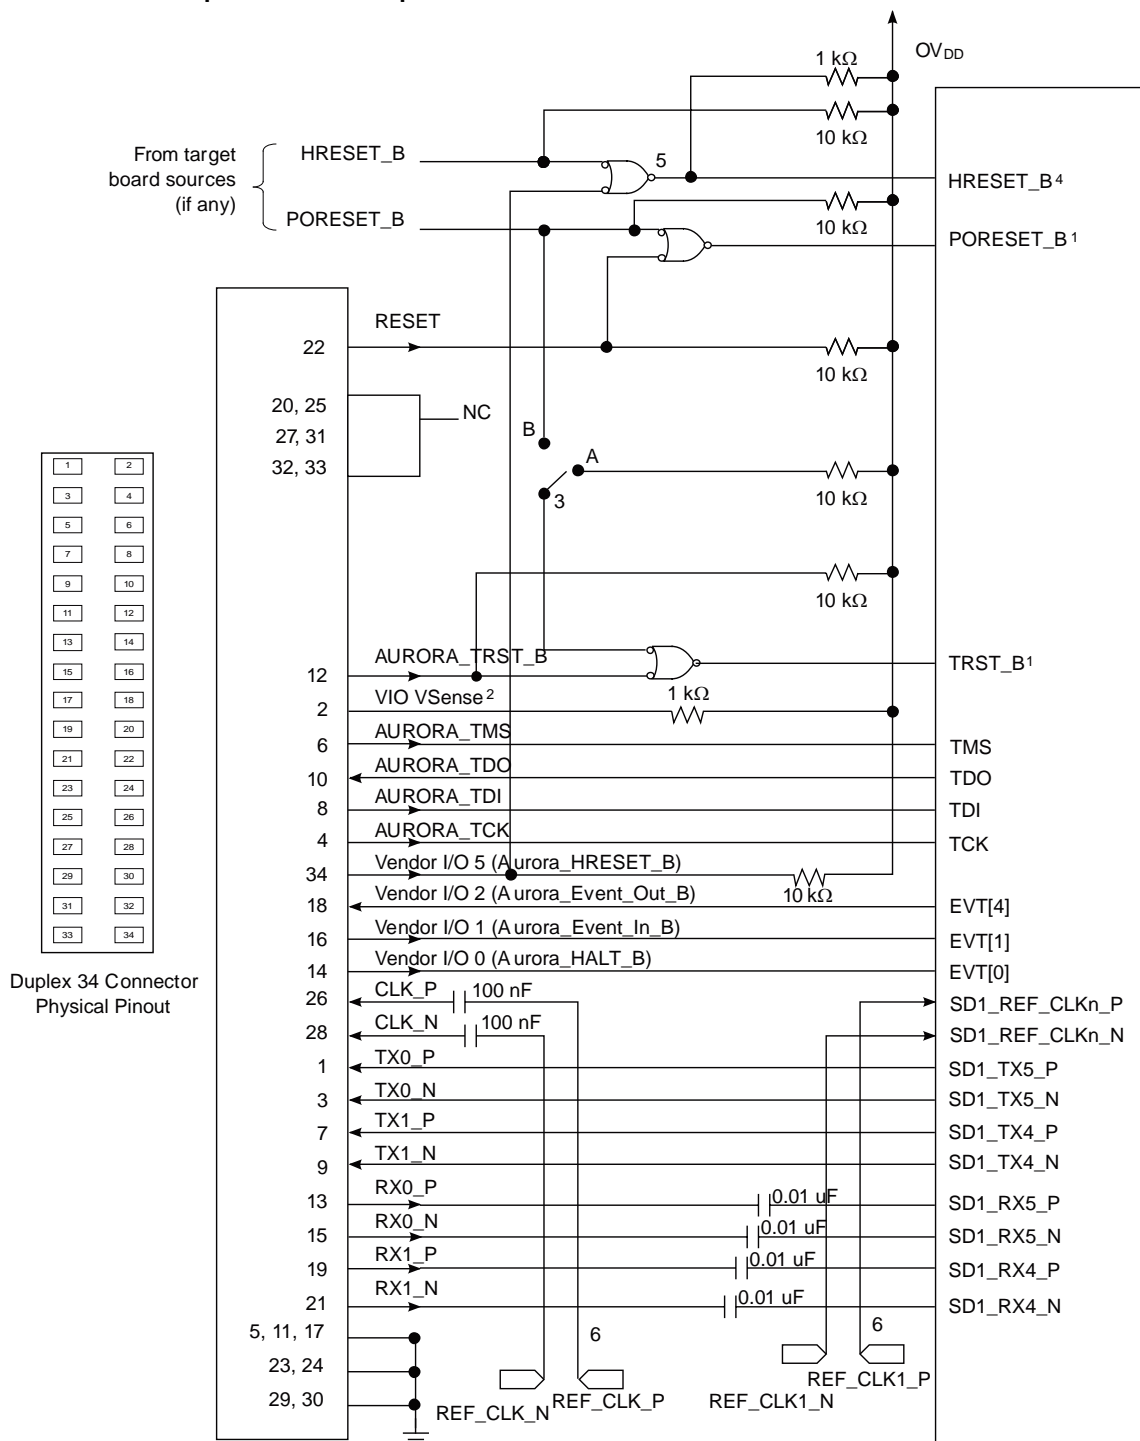 OVDD
1 kΩ
10 kΩ
From target
board sources
(if any)
HRESET_B
5
HRESET_B4
PORESET_B
10 kΩ
PORESET_B1
RESET
22
10 kΩ
20, 25
27, 31
32, 33
NC
B
A
3
10 kΩ
10 kΩ
1 2
3 4
5 6
7 8
9 10
11 12
13 14
15 16
17 18
19 20
21 22
23 24
25 26
27 28
29 30
31 32
33 34
Duplex 34 Connector
Physical Pinout
12 AURORA_TRST_B TRST_B1
2 VIO VSense2 1 kΩ
6 AURORA_TMS TMS
10 AURORA_TDO TDO
8 AURORA_TDI TDI
4 AURORA_TCK TCK
34 Vendor I/O 5 (Aurora_HRESET_B) 10 kΩ
18 Vendor I/O 2 (Aurora_Event_Out_B) EVT[4]
16 Vendor I/O 1 (Aurora_Event_In_B) EVT[1]
14 Vendor I/O 0 (Aurora_HALT_B) EVT[0]
26 CLK_P 100 nF SD1_REF_CLKn_P
28 CLK_N 100 nF SD1_REF_CLKn_N
1 TX0_P SD1_TX5_P
3 TX0_N SD1_TX5_N
7 TX1_P SD1_TX4_P
9 TX1_N SD1_TX4_N
13 RX0_P 0.01 uF SD1_RX5_P
15 RX0_N 0.01 uF SD1_RX5_N
19 RX1_P 0.01 uF SD1_RX4_P
21 RX1_N 0.01 uF SD1_RX4_N
5, 11, 17
23, 24
29, 30
6
6
REF_CLK_N
REF_CLK_P
REF_CLK1_N
REF_CLK1_P